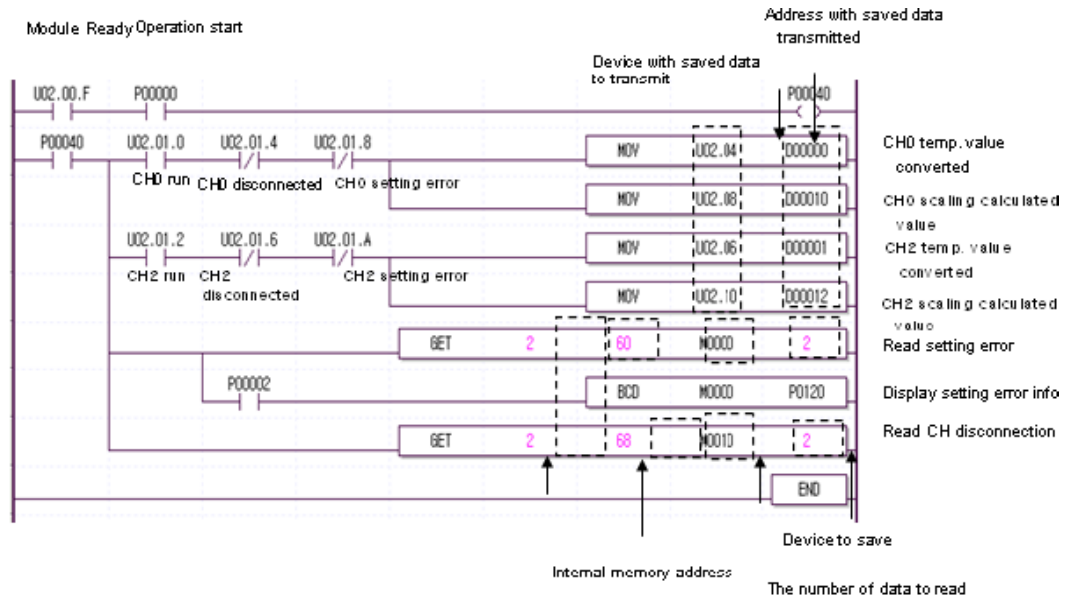 Address with saved data
transmitted
Module Ready Operation start
Device with saved data
to transmit
U02.00.F P00000 P00040
P00040 U02.01.0 U02.01.4 U02.01.8 MOV U02.04 D00000 CH0 temp. value
converted
CH0 run CH0 disconnected CH0 setting error
MOV U02.08 D00010 CH0 scaling calculated
value
U02.01.2 U02.01.6 U02.01.A MOV U02.06 D00001 CH2 temp. value
converted
CH2 run CH2 CH2 setting error
disconnected
MOV U02.10 D00012 CH2 scaling calculated
value
GET 2 60 M0000 2 Read setting error
P00002 BCD M0000 P0120 Display setting error info
GET 2 68 M0010 2 Read CH disconnection
END
Device to save
Internal memory address
The number of data to read